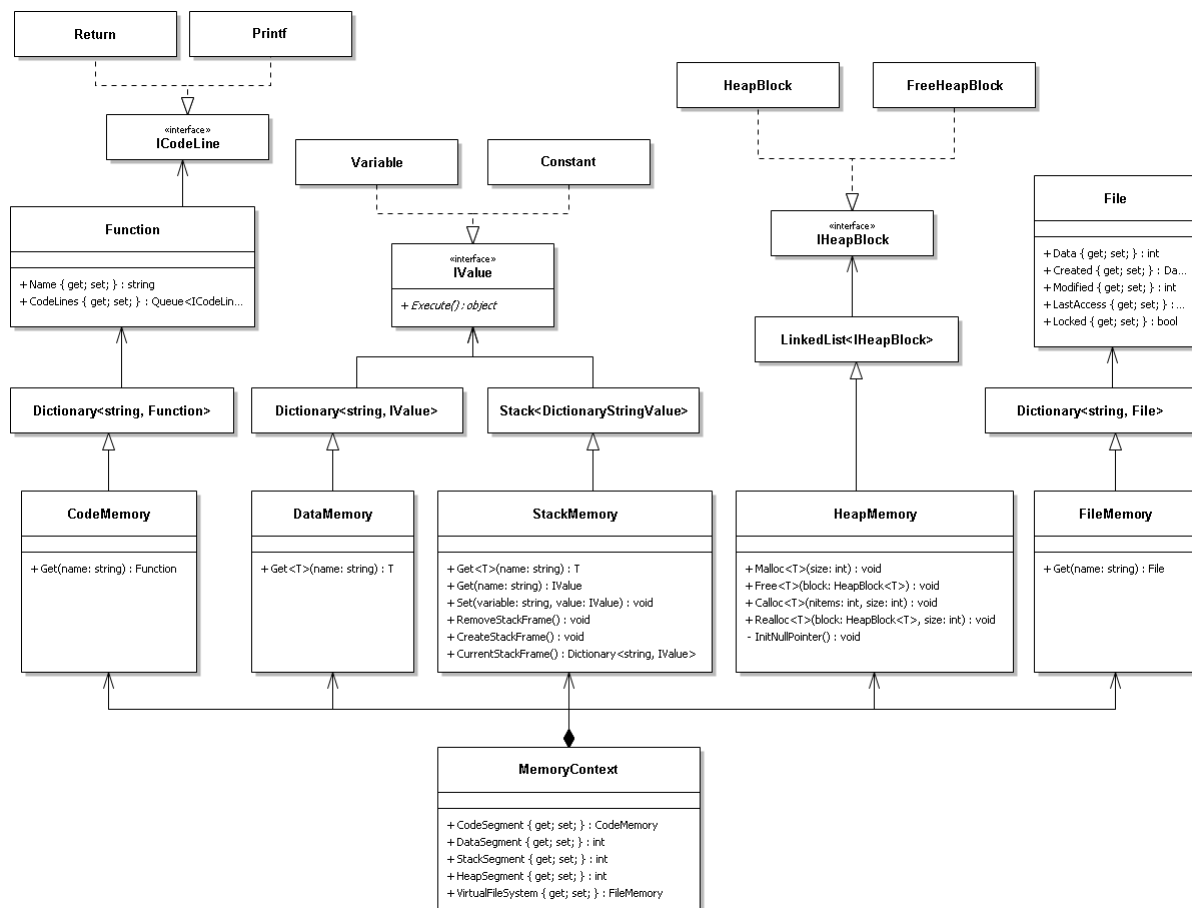 Return
Printf
«interface»
ICodeLine
Function
+ Name { get; set; } : string
+ CodeLines { get; set; } : Queue<ICodeLin...
Dictionary<string, Function>
CodeMemory
+ Get(name: string) : Function
Variable
Constant
«interface»
IValue
+ Execute() : object
Dictionary<string, IValue>
Stack<DictionaryStringValue>
DataMemory
+ Get<T>(name: string) : T
StackMemory
+ Get<T>(name: string) : T
+ Get(name: string) : IValue
+ Set(variable: string, value: IValue) : void
+ RemoveStackFrame() : void
+ CreateStackFrame() : void
+ CurrentStackFrame() : Dictionary<string, IValue>
HeapBlock
FreeHeapBlock
«interface»
IHeapBlock
LinkedList<IHeapBlock>
HeapMemory
+ Malloc<T>(size: int) : void
+ Free<T>(block: HeapBlock<T>) : void
+ Calloc<T>(nitems: int, size: int) : void
+ Realloc<T>(block: HeapBlock<T>, size: int) : void
- InitNullPointer() : void
File
+ Data { get; set; } : int
+ Created { get; set; } : Da...
+ Modified { get; set; } : int
+ LastAccess { get; set; } : ...
+ Locked { get; set; } : bool
Dictionary<string, File>
FileMemory
+ Get(name: string) : File
MemoryContext
+ CodeSegment { get; set; } : CodeMemory
+ DataSegment { get; set; } : int
+ StackSegment { get; set; } : int
+ HeapSegment { get; set; } : int
+ VirtualFileSystem { get; set; } : FileMemory